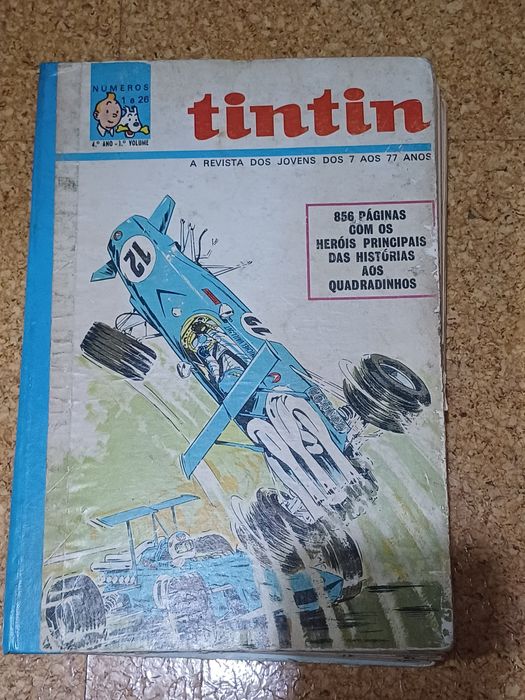 NÚMEROS
1 a 26
4.º ANO - 1.º VOLUME
tintin
A REVISTA DOS JOVENS DOS 7 AOS 77 ANOS
856 PÁGINAS
COM OS
HERÓIS PRINCIPAIS
DAS HISTÓRIAS
AOS
QUADRADINHOS
12
12